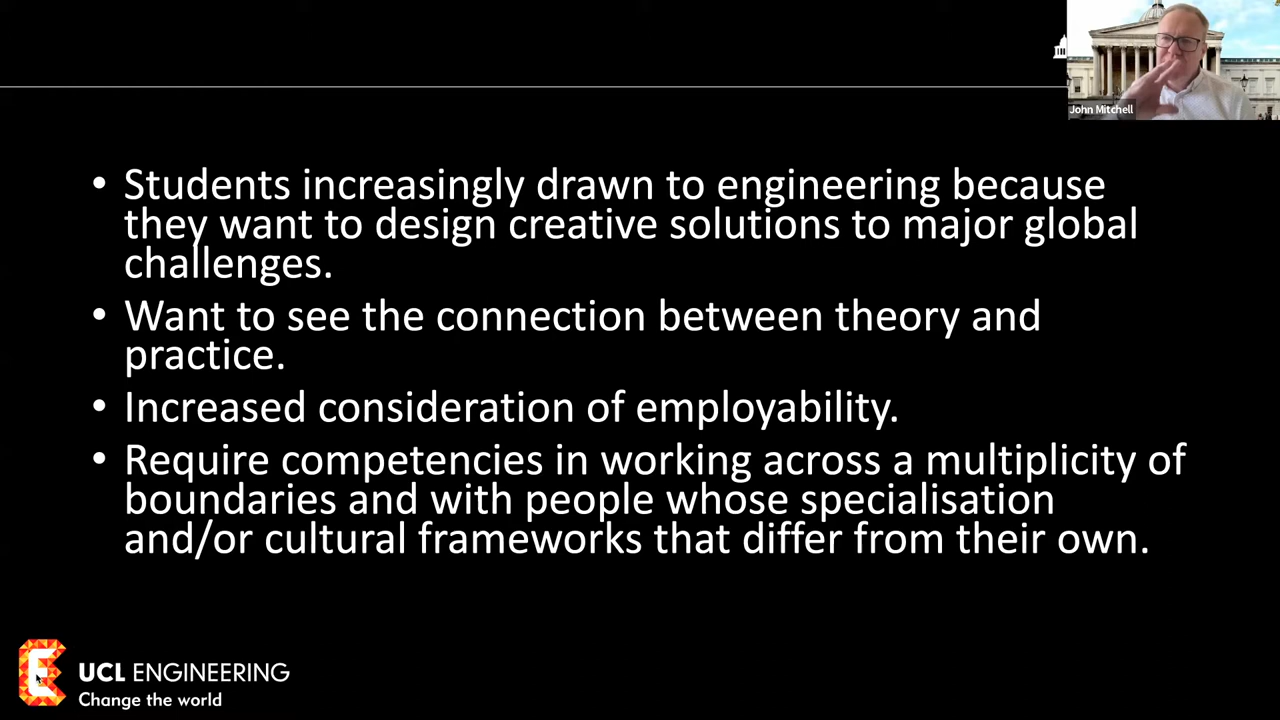 John Mitchell
• Students increasingly drawn to engineering because
they want to design creative solutions to major global
challenges.
• Want to see the connection between theory and
practice.
• Increased consideration of employability.
• Require competencies in working across a multiplicity of
boundaries and with people whose specialisation
and/or cultural frameworks that differ from their own.
UCL ENGINEERING
Change the world